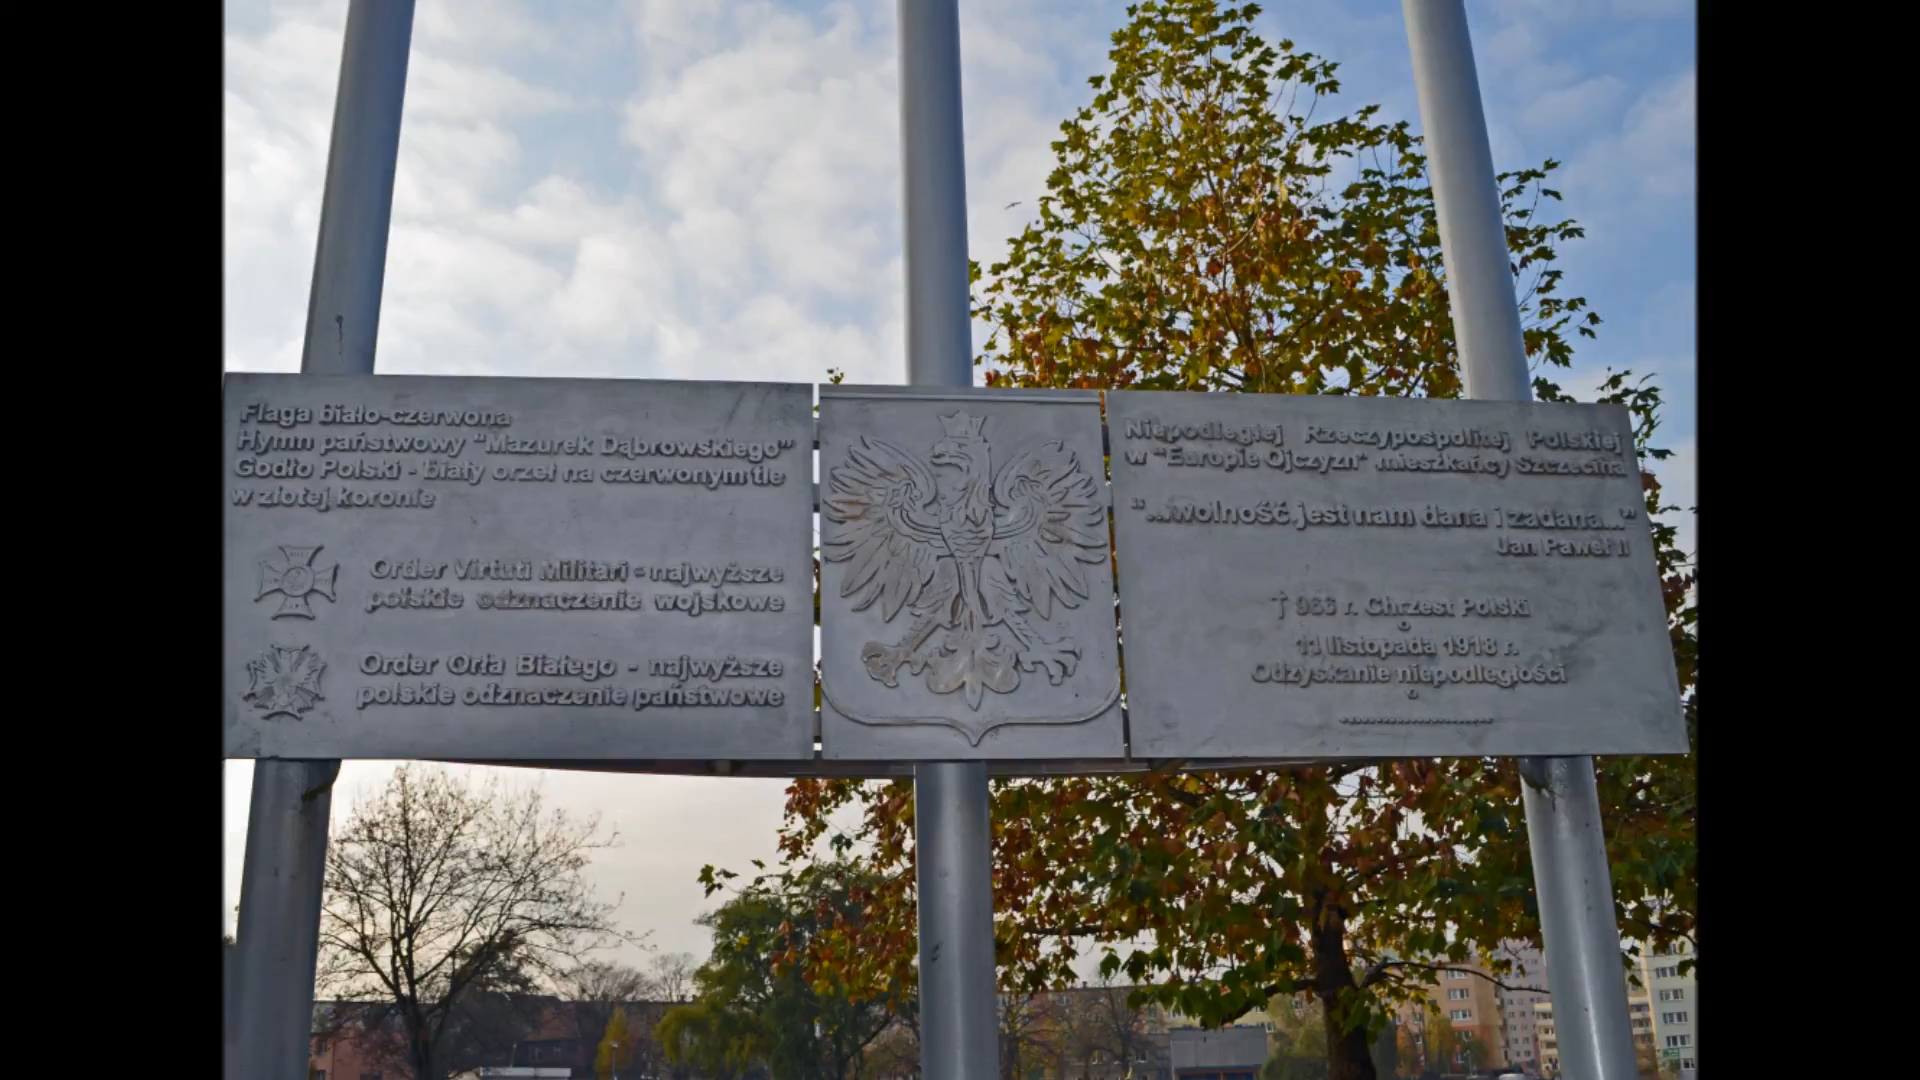 Flaga biało-czerwona
Hymn państwowy "Mazurek Dąbrowskiego"
Godło Polski - biały orzeł na czerwonym tle
w złotej koronie
Order Virtuti Militari - najwyższe
polskie odznaczenie wojskowe
Order Orła Białego - najwyższe
polskie odznaczenie państwowe
Niepodległej Rzeczypospolitej Polskiej
w "Europie Ojczyzn" mieszkańcy Szczecina
"...wolność jest nam dana i zadana..."
Jan Paweł II
† 966 r. Chrzest Polski
11 listopada 1918 r.
Odzyskanie niepodległości